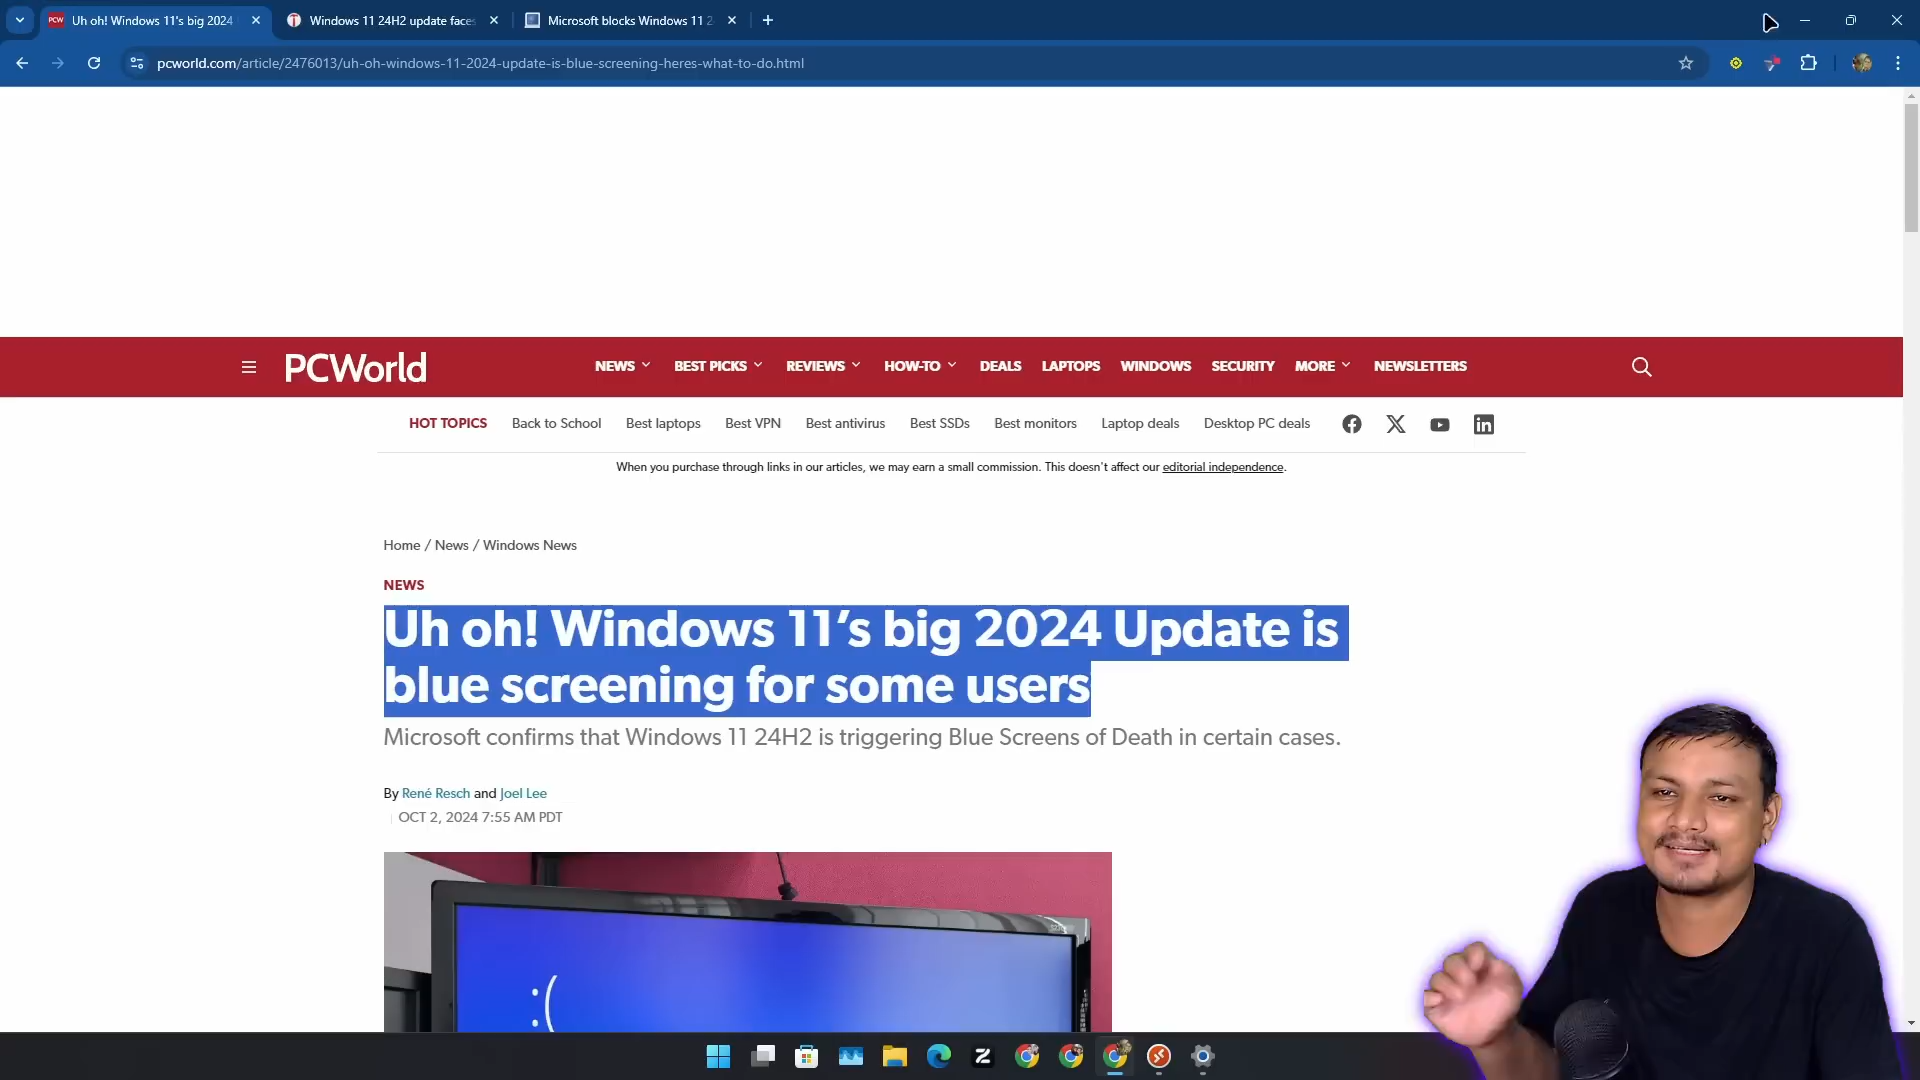 PCW Uh oh! Windows 11's big 2024
Windows 11 24H2 update faces
Microsoft blocks Windows 11 2
pcworld.com/article/2476013/uh-oh-windows-11-2024-update-is-blue-screening-heres-what-to-do.html
PCWorld
NEWS BEST PICKS REVIEWS HOW-TO DEALS LAPTOPS WINDOWS SECURITY MORE NEWSLETTERS
HOT TOPICS Back to School Best laptops Best VPN Best antivirus Best SSDs Best monitors Laptop deals Desktop PC deals
When you purchase through links in our articles, we may earn a small commission. This doesn't affect our editorial independence.
Home / News / Windows News
NEWS
Uh oh! Windows 11’s big 2024 Update is
blue screening for some users
Microsoft confirms that Windows 11 24H2 is triggering Blue Screens of Death in certain cases.
By René Resch and Joel Lee
OCT 2, 2024 7:55 AM PDT
:(